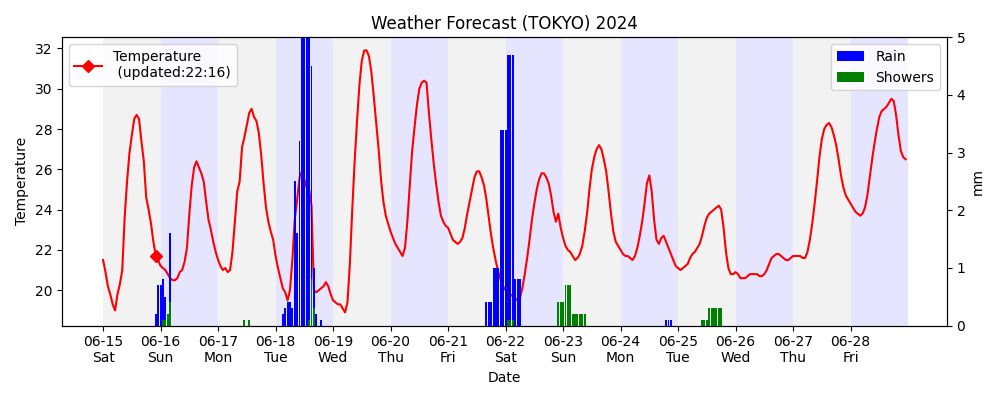 Weather Forecast (TOKYO) 2024
Temperature
(updated:22:16)
Rain
Showers
32
30
28
26
24
22
20
Temperature
5
4
3
2
1
0
mm
06-15 06-16 06-17 06-18 06-19 06-20 06-21 06-22 06-23 06-24 06-25 06-26 06-27 06-28
Sat Sun Mon Tue Wed Thu Fri Sat Sun Mon Tue Wed Thu Fri
Date